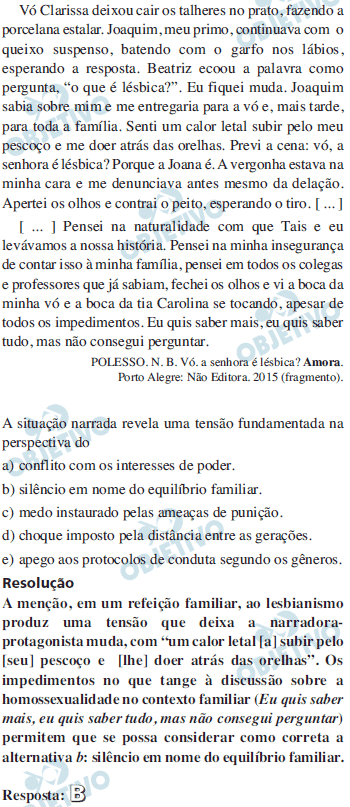 Vó Clarissa deixou cair os talheres no prato, fazendo a
porcelana estalar. Joaquim, meu primo, continuava com o
queixo suspenso, batendo com o garfo nos lábios,
esperando a resposta. Beatriz ecoou a palavra como
pergunta, “o que é lésbica?”. Eu fiquei muda. Joaquim
sabia sobre mim e me entregaria para a vó e, mais tarde,
para toda a família. Senti um calor letal subir pelo meu
pescoço e me doer atrás das orelhas. Previ a cena: vó, a
senhora é lésbica? Porque a Joana é. A vergonha estava na
minha cara e me denunciava antes mesmo da delação.
Apertei os olhos e contraí o peito, esperando o tiro. [ ... ]
[ ... ] Pensei na naturalidade com que Tais e eu
levávamos a nossa história. Pensei na minha insegurança
de contar isso à minha família, pensei em todos os colegas
e professores que já sabiam, fechei os olhos e vi a boca da
minha vó e a boca da tia Carolina se tocando, apesar de
todos os impedimentos. Eu quis saber mais, eu quis saber
tudo, mas não consegui perguntar.
POLESSO. N. B. Vó. a senhora é lésbica? Amora.
Porto Alegre: Não Editora. 2015 (fragmento).
A situação narrada revela uma tensão fundamentada na
perspectiva do
a) conflito com os interesses de poder.
b) silêncio em nome do equilíbrio familiar.
c) medo instaurado pelas ameaças de punição.
d) choque imposto pela distância entre as gerações.
e) apego aos protocolos de conduta segundo os gêneros.
Resolução
A menção, em um refeição familiar, ao lesbianismo
produz uma tensão que deixa a narradora-
protagonista muda, com “um calor letal [a] subir pelo
[seu] pescoço e [lhe] doer atrás das orelhas”. Os
impedimentos no que tange à discussão sobre a
homossexualidade no contexto familiar (Eu quis saber
mais, eu quis saber tudo, mas não consegui perguntar)
permitem que se possa considerar como correta a
alternativa b: silêncio em nome do equilíbrio familiar.
Resposta: B